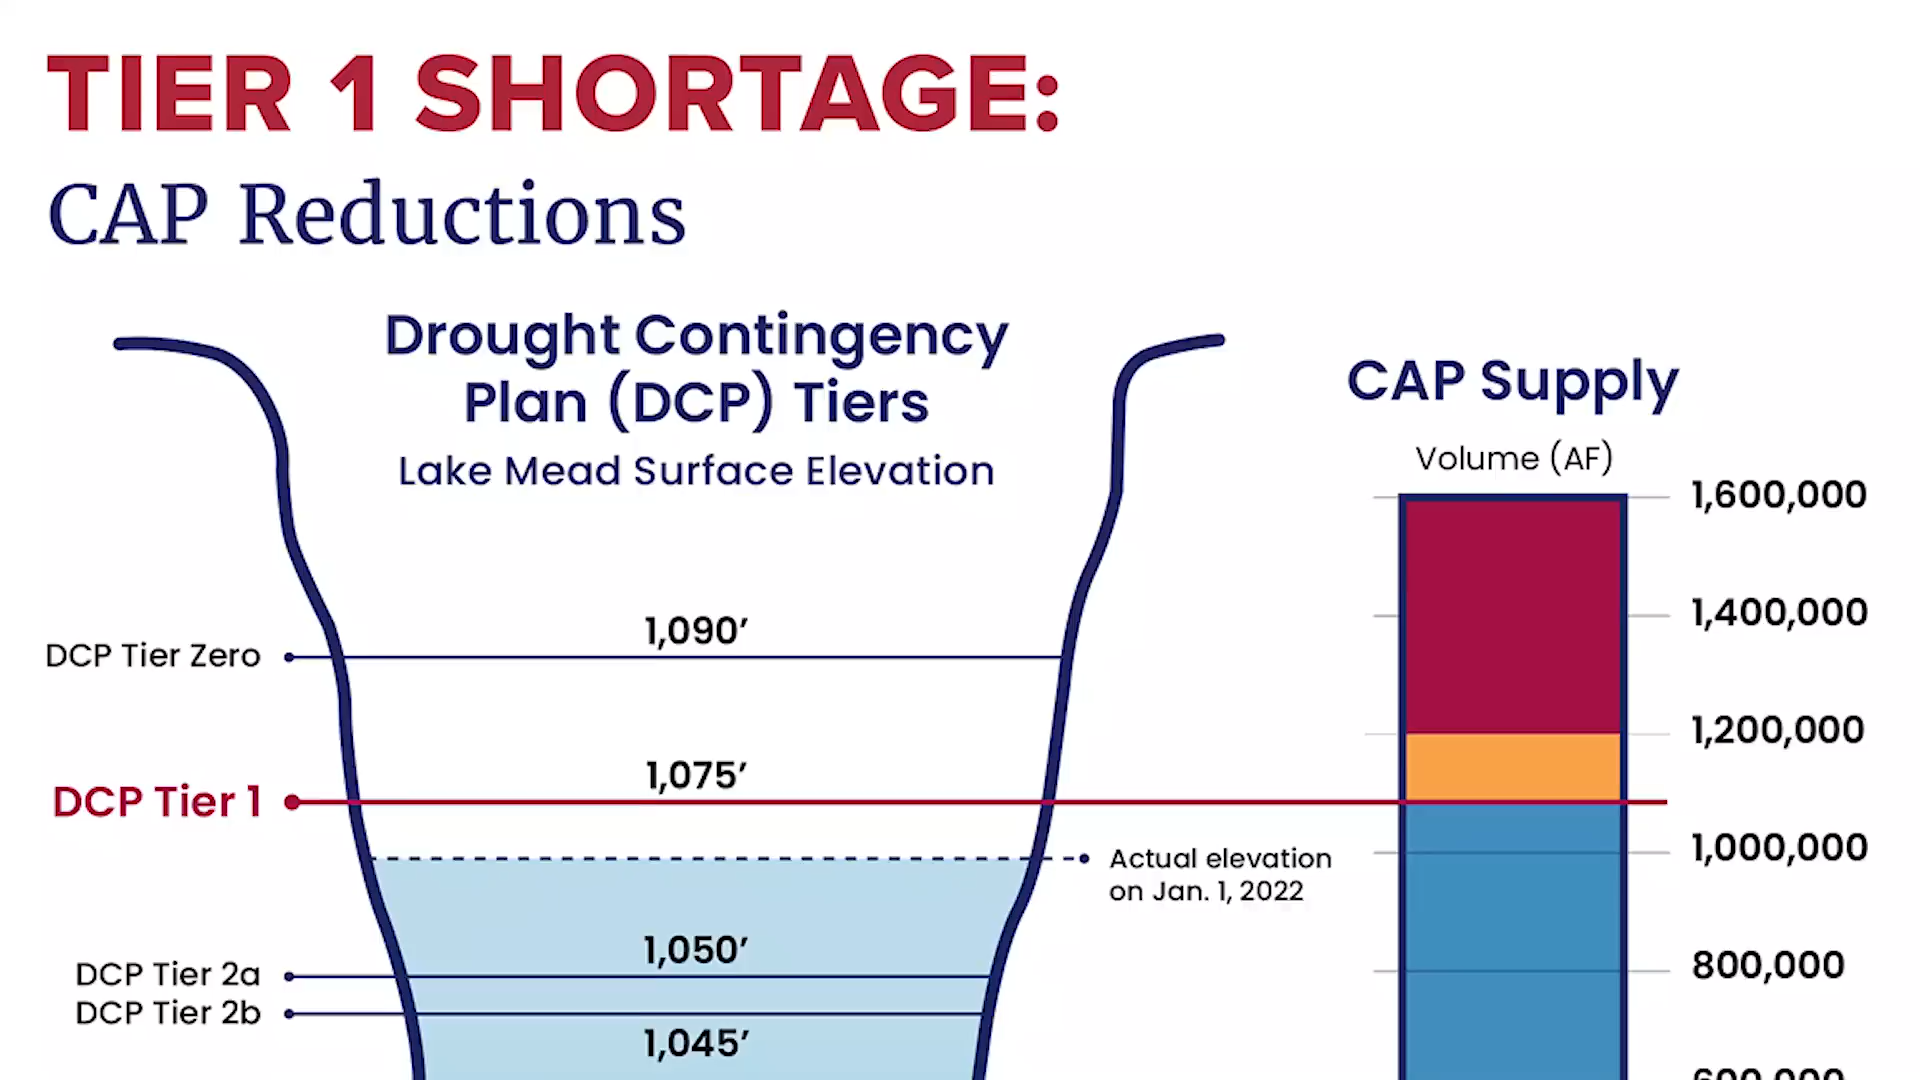 TIER 1 SHORTAGE:
CAP Reductions
Drought Contingency
Plan (DCP) Tiers
Lake Mead Surface Elevation
CAP Supply
Volume (AF)
1,600,000
1,400,000
1,200,000
1,000,000
800,000
600,000
DCP Tier Zero
1,090’
DCP Tier 1
1,075’
Actual elevation
on Jan. 1, 2022
DCP Tier 2a
1,050’
DCP Tier 2b
1,045’